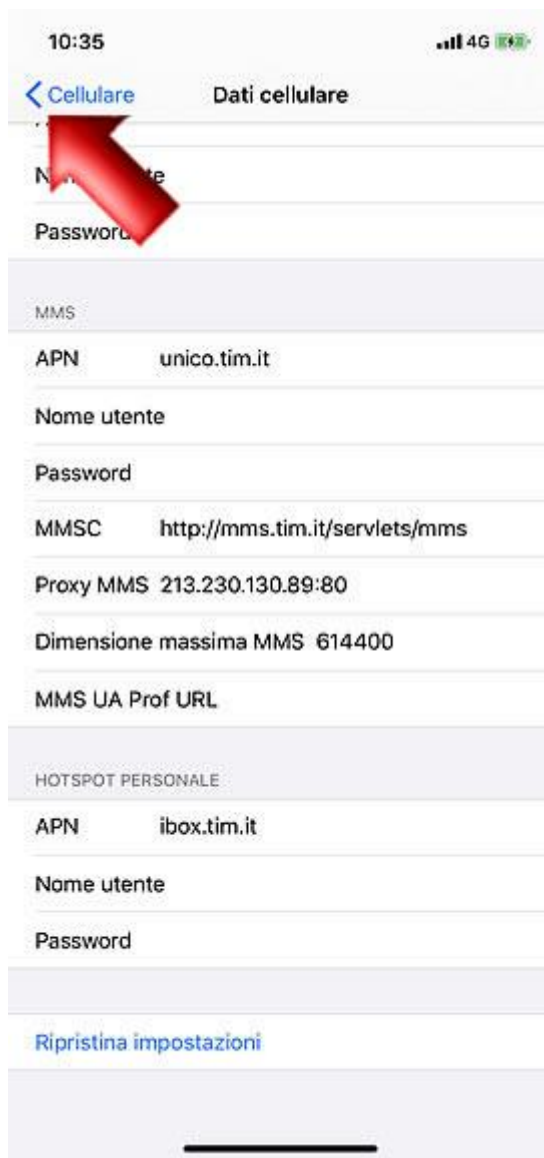 10:35
4G
Cellulare Dati cellulare
Password
MMS
APN unico.tim.it
Nome utente
Password
MMSC http://mms.tim.it/servlets/mms
Proxy MMS 213.230.130.89:80
Dimensione massima MMS 614400
MMS UA Prof URL
HOTSPOT PERSONALE
APN ibox.tim.it
Nome utente
Password
Ripristina impostazioni